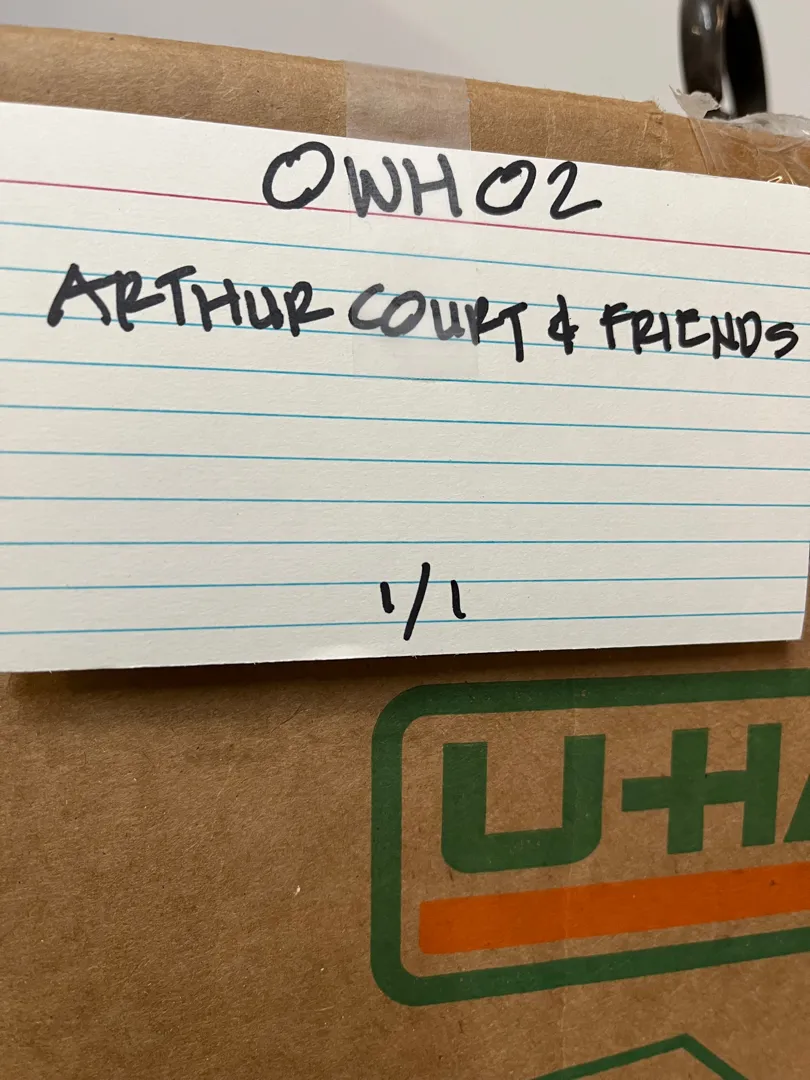 OWH02
ARTHUR COURT & FRIENDS
1/1
U-HA